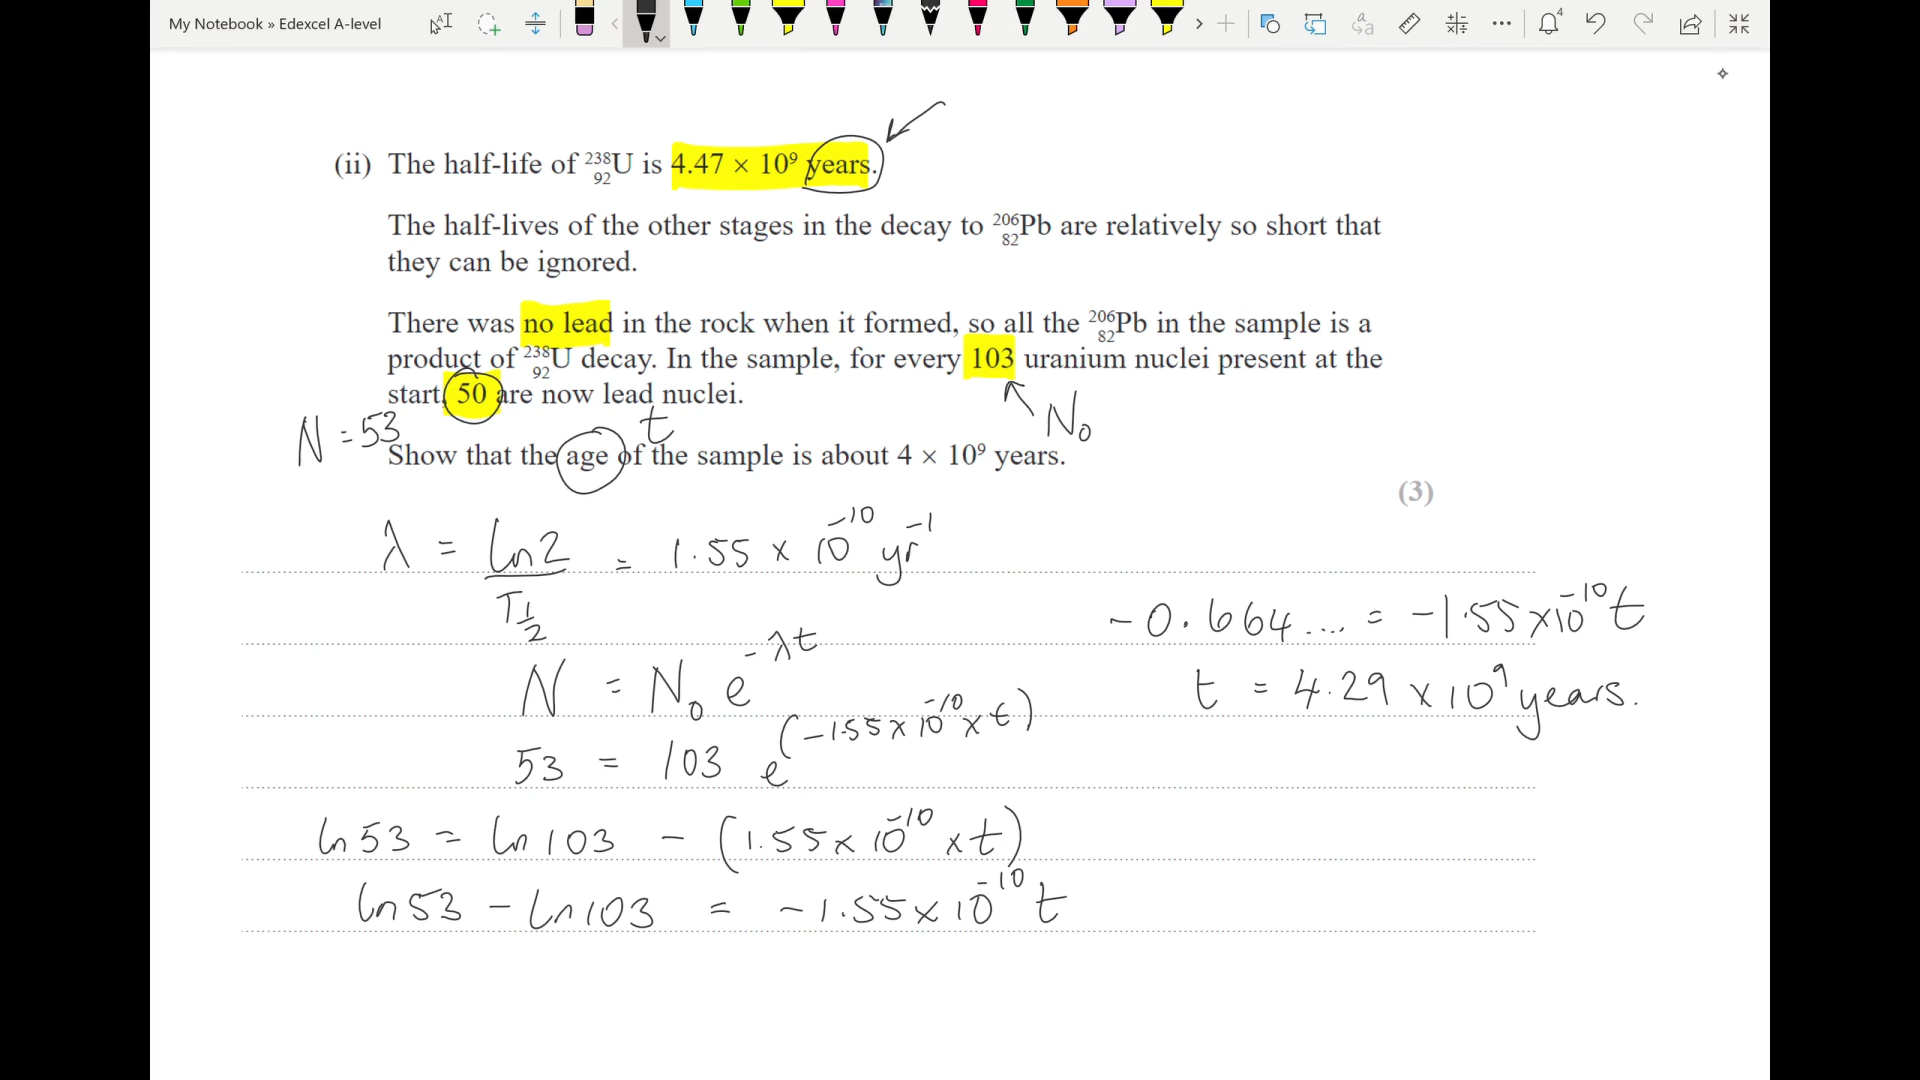 My Notebook » Edexcel A-level
4
(ii) The half-life of ²³⁸₉₂U is 4.47 × 10⁹ years.
The half-lives of the other stages in the decay to ²⁰⁶₈₂Pb are relatively so short that
they can be ignored.
There was no lead in the rock when it formed, so all the ²⁰⁶₈₂Pb in the sample is a
product of ²³⁸₉₂U decay. In the sample, for every 103 uranium nuclei present at the
start, 50 are now lead nuclei.
N = 53
t
N₀
Show that the age of the sample is about 4 × 10⁹ years.
(3)
λ = ln2 / T½ = 1.55 × 10⁻¹⁰ yr⁻¹
N = N₀ e^-λt
53 = 103 e^(-1.55 × 10⁻¹⁰ × t)
ln 53 = ln 103 - (1.55 × 10⁻¹⁰ × t)
ln 53 - ln 103 = -1.55 × 10⁻¹⁰ t
-0.664.... = -1.55 × 10⁻¹⁰ t
t = 4.29 × 10⁹ years.